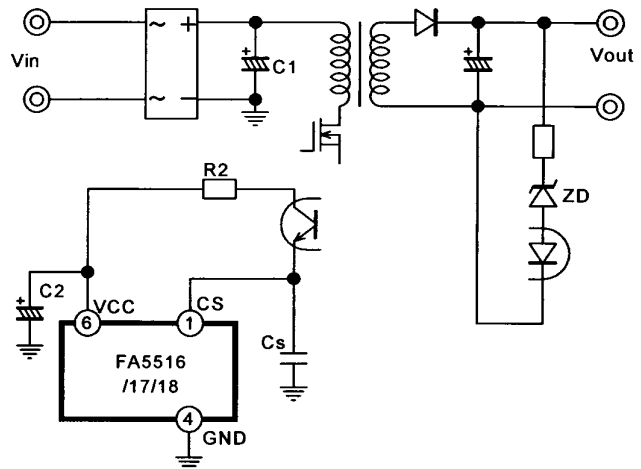 Vin
~
+
~
−
+
C1
+
Vout
R2
ZD
+
C2
VCC
CS
6
1
Cs
FA5516
/17/18
4
GND